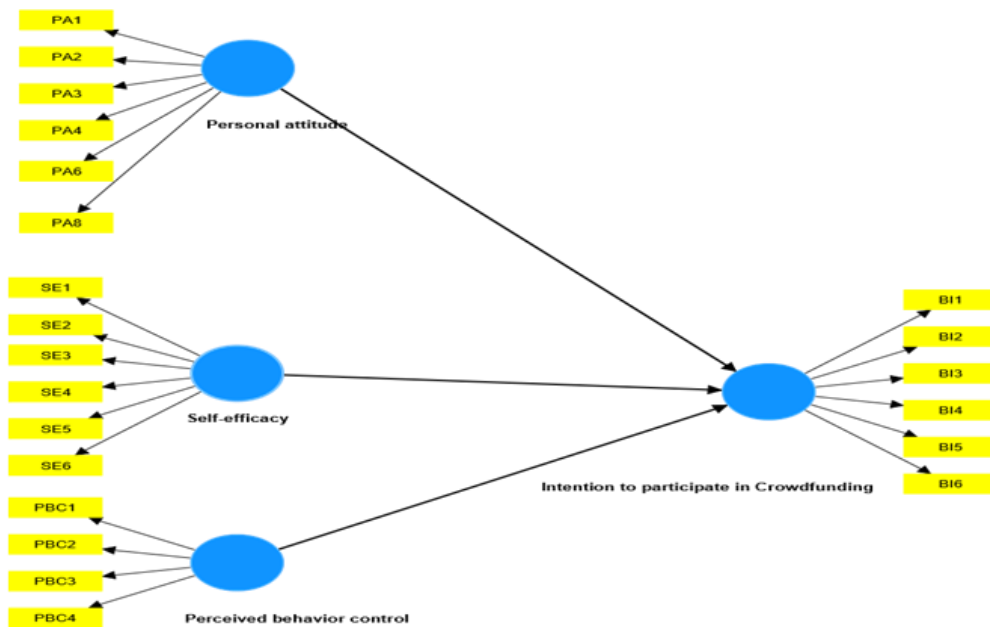 PA1
PA2
PA3
PA4
PA6
PA8
Personal attitude
SE1
SE2
SE3
SE4
SE5
SE6
Self-efficacy
PBC1
PBC2
PBC3
PBC4
Perceived behavior control
BI1
BI2
BI3
BI4
BI5
BI6
Intention to participate in Crowdfunding